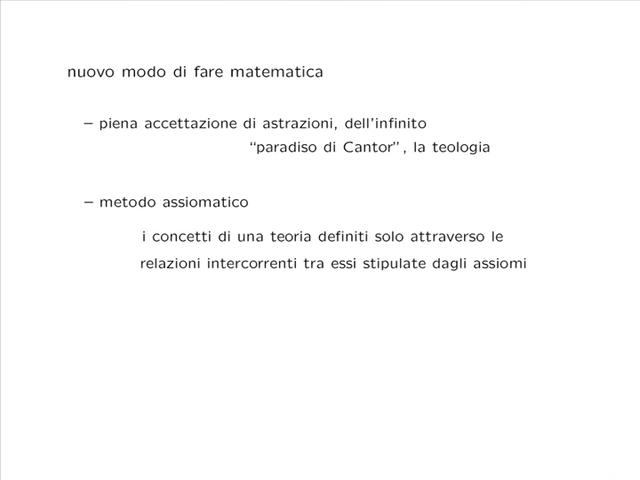 nuovo modo di fare matematica
– piena accettazione di astrazioni, dell'infinito
“paradiso di Cantor”, la teologia
– metodo assiomatico
i concetti di una teoria definiti solo attraverso le
relazioni intercorrenti tra essi stipulate dagli assiomi